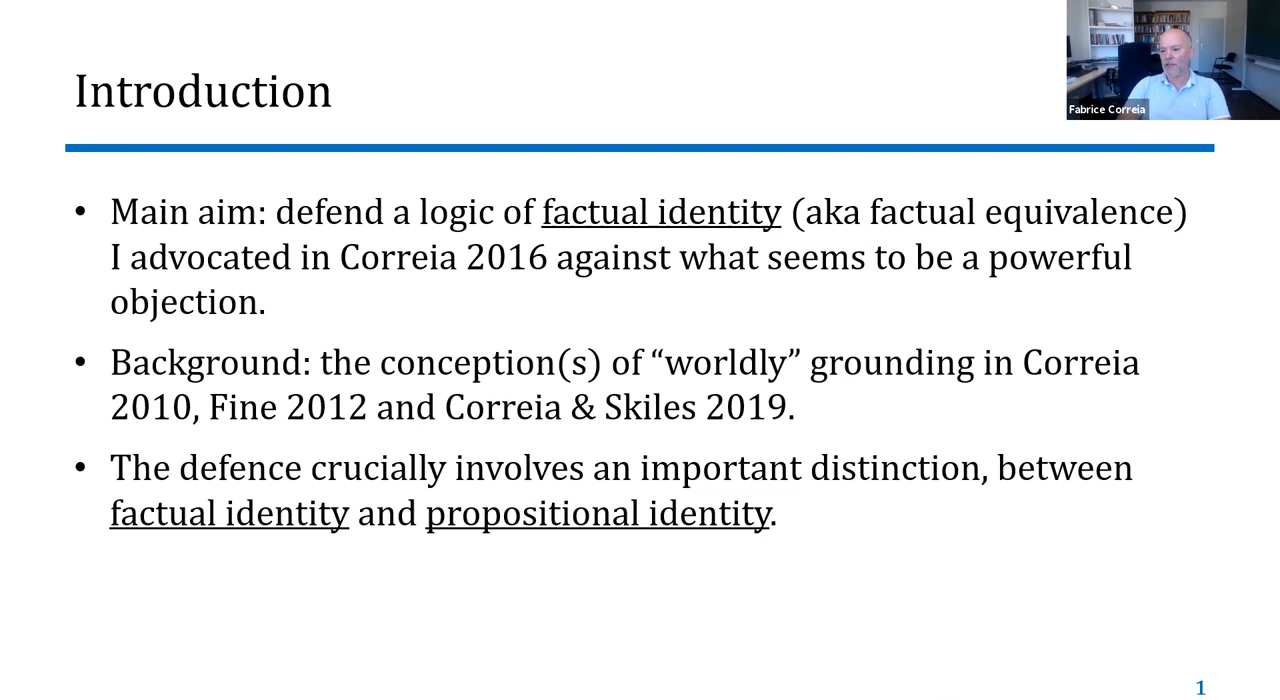 Introduction
Fabrice Correia
• Main aim: defend a logic of factual identity (aka factual equivalence)
I advocated in Correia 2016 against what seems to be a powerful
objection.
• Background: the conception(s) of “worldly” grounding in Correia
2010, Fine 2012 and Correia & Skiles 2019.
• The defence crucially involves an important distinction, between
factual identity and propositional identity.
1